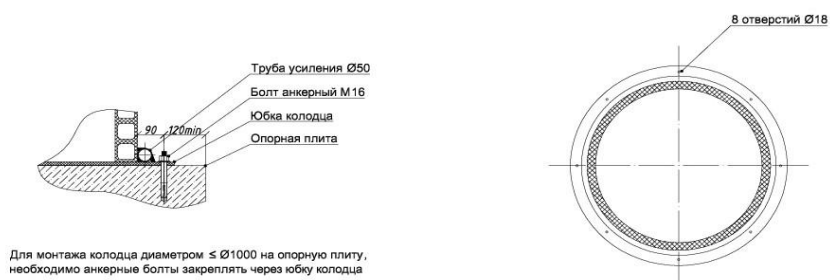 8 отверстий Ø18
Труба усиления Ø50
Болт анкерный М16
Юбка колодца
90 120min
Опорная плита
Для монтажа колодца диаметром ≤ Ø1000 на опорную плиту,
необходимо анкерные болты закреплять через юбку колодца